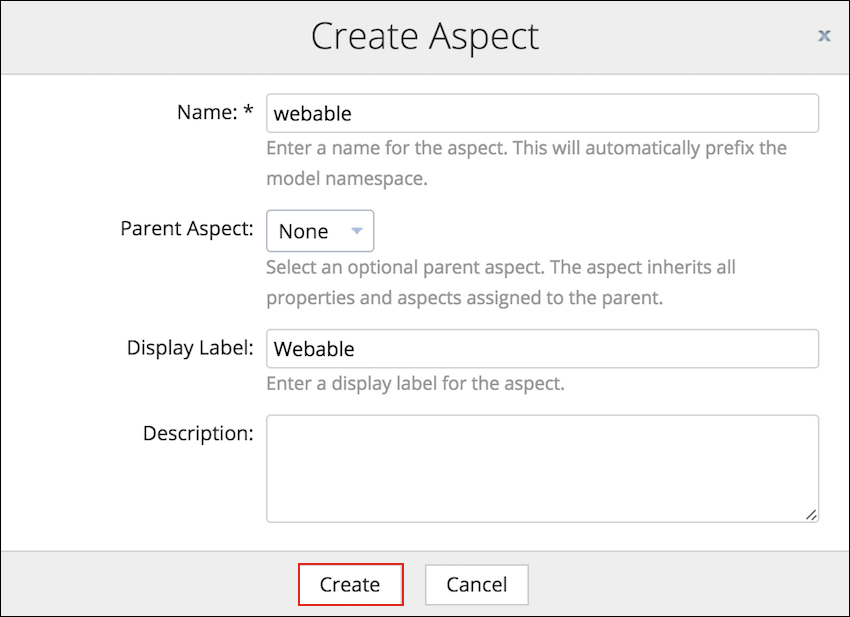 Create Aspect
x
Name: * webable
Enter a name for the aspect. This will automatically prefix the
model namespace.
Parent Aspect: None
Select an optional parent aspect. The aspect inherits all
properties and aspects assigned to the parent.
Display Label: Webable
Enter a display label for the aspect.
Description:
Create Cancel